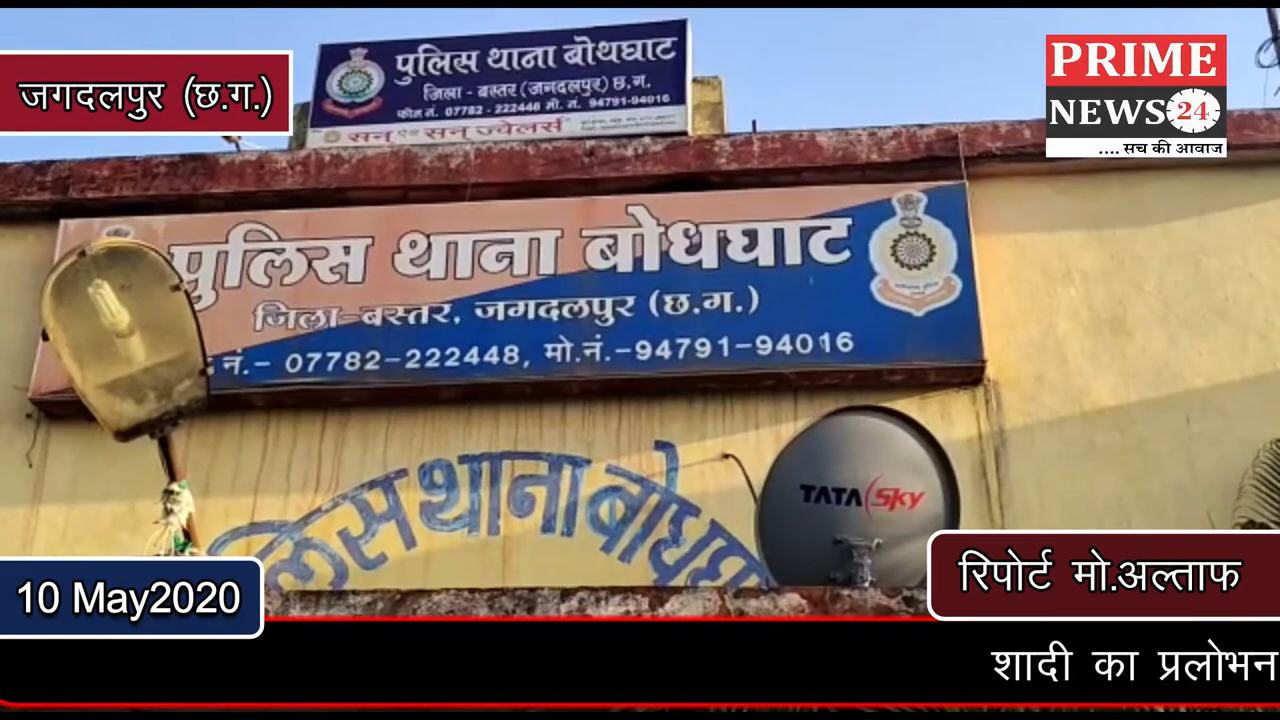 जगदलपुर (छ.ग.)
पुलिस थाना बोधघाट
जिला - बस्तर (जगदलपुर) छ.ग.
फोन नं. 07782 - 222448 मो. नं. 94791-94016
सन् एण्ड सन् ज्वेलर्स
PRIME
NEWS 24
.... सच की आवाज
पुलिस थाना बोधघाट
जिला-बस्तर, जगदलपुर (छ.ग.)
नं.- 07782-222448, मो.नं.-94791-94016
लिस थाना बोधघा
TATA Sky
10 May2020
रिपोर्ट मो.अल्ताफ
शादी का प्रलोभन